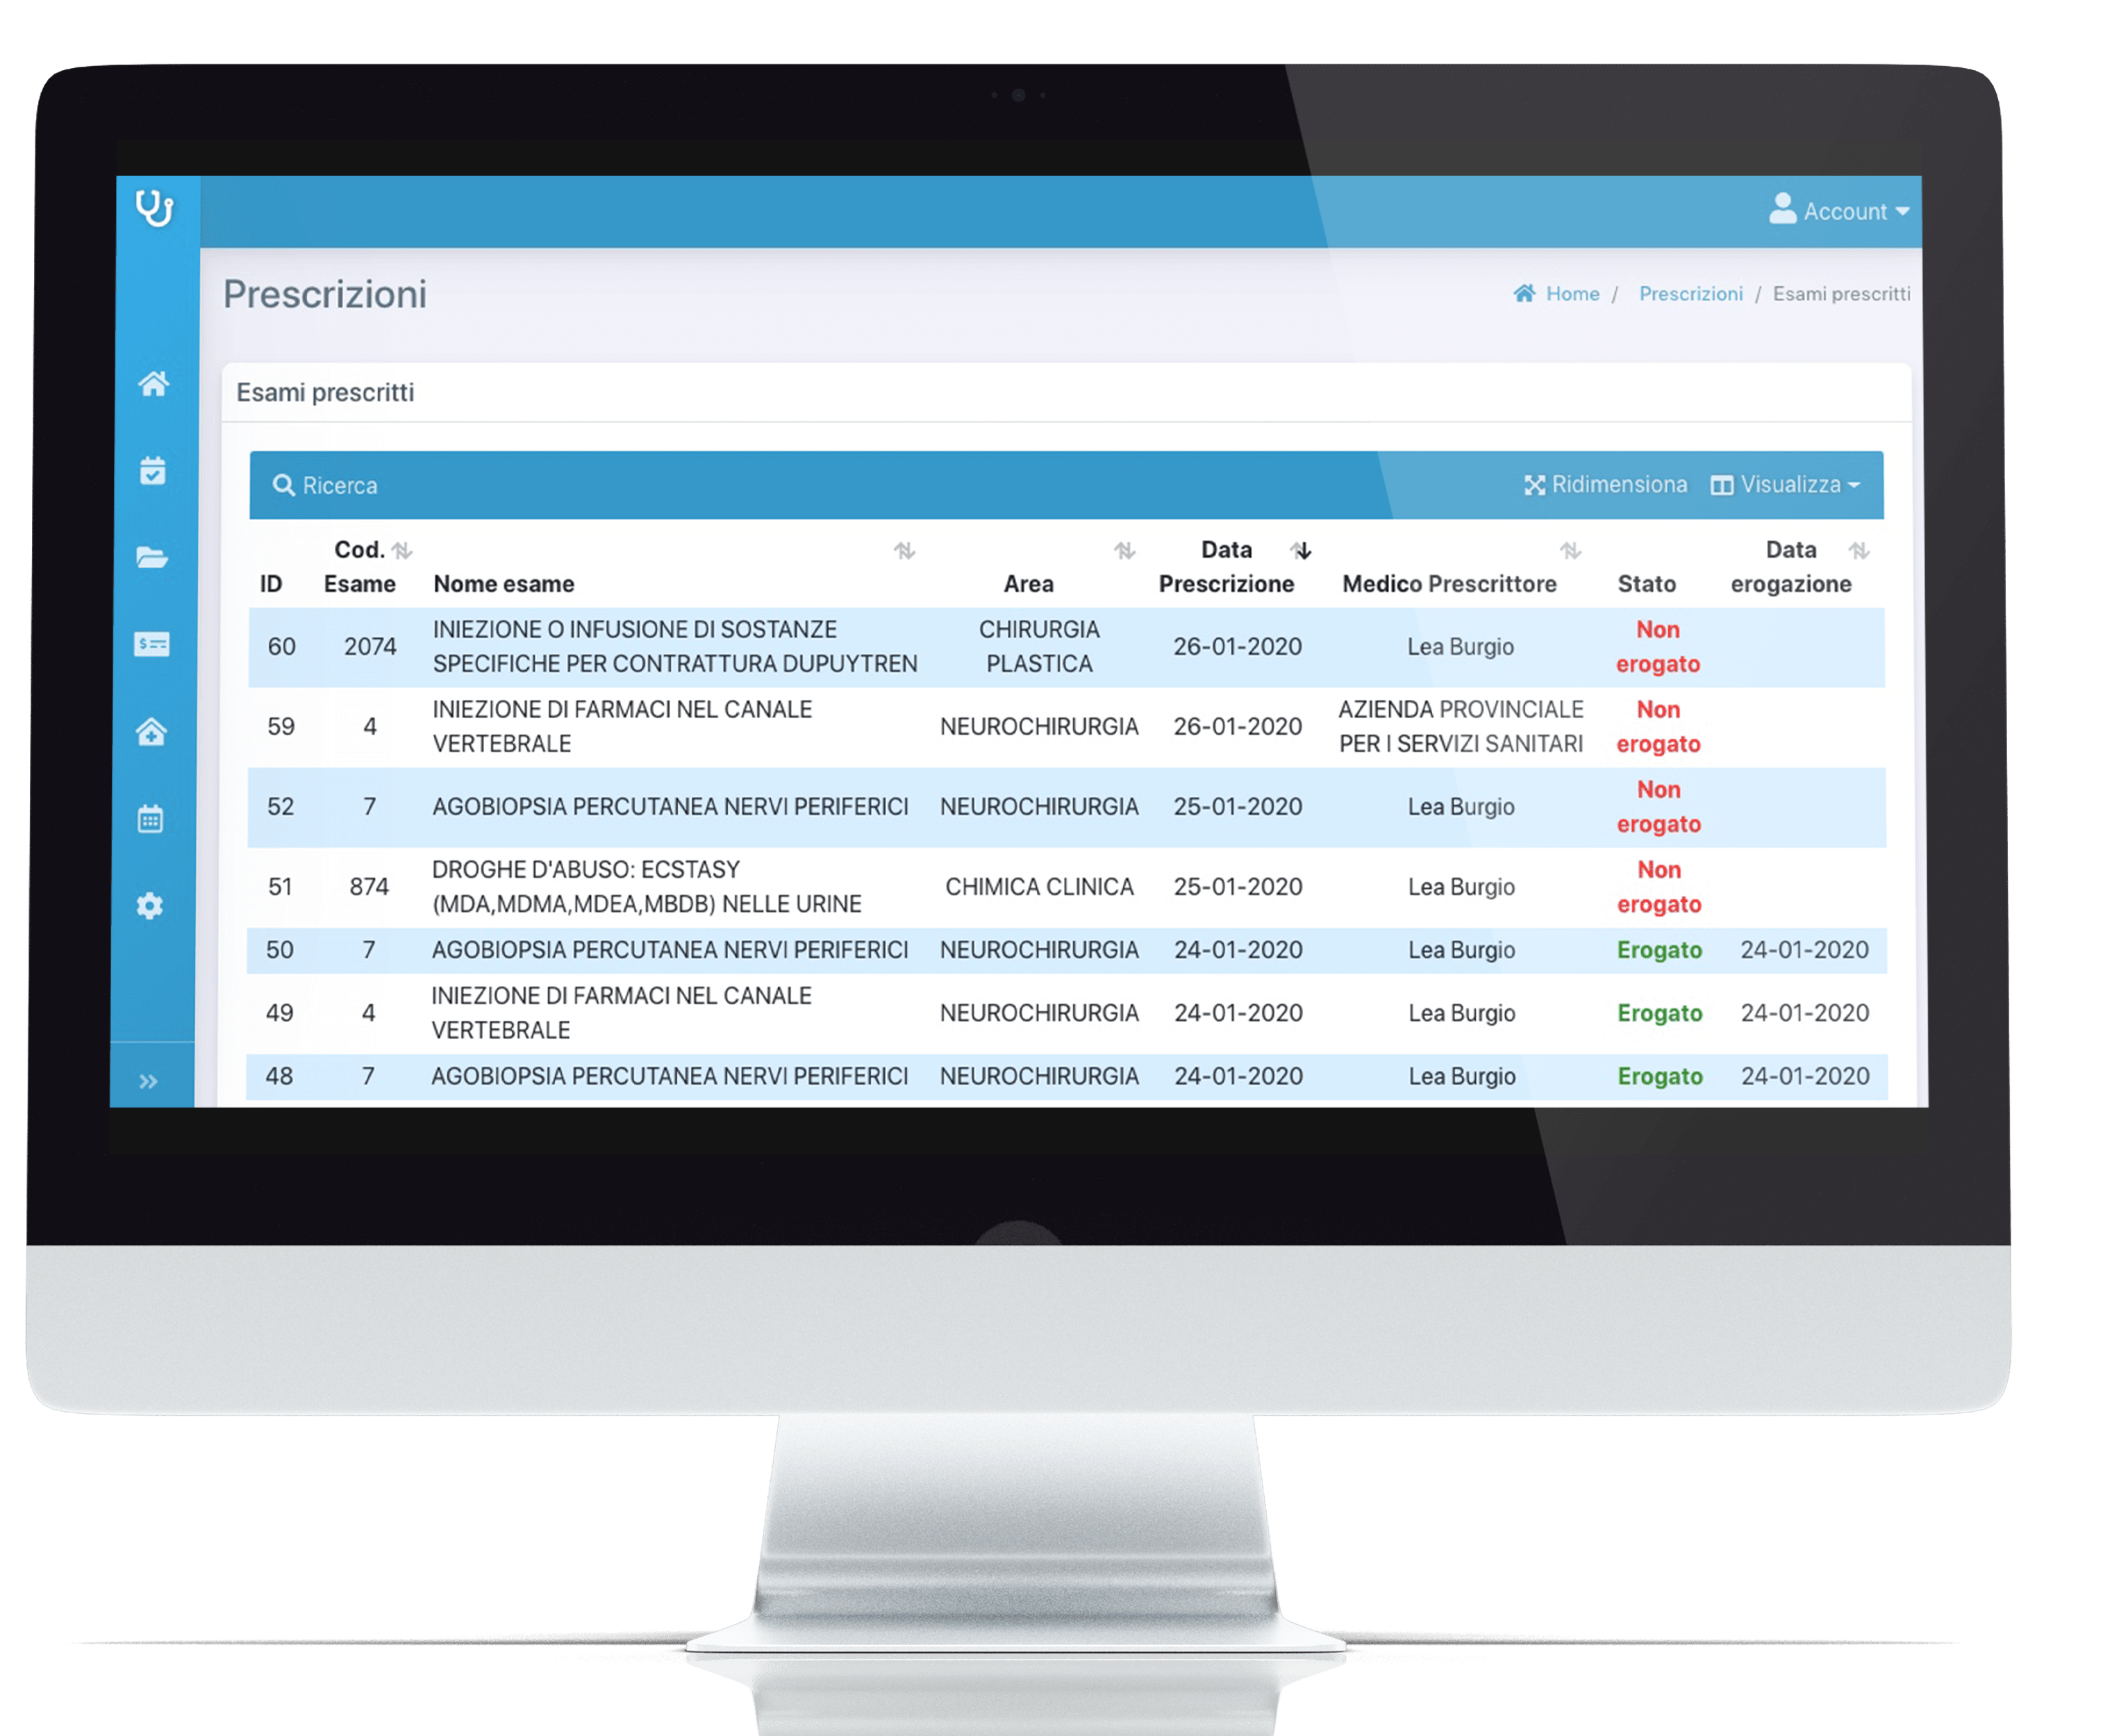 Account
Prescrizioni
Home / Prescrizioni / Esami prescritti
Esami prescritti
Ricerca
Ridimensiona
Visualizza
ID
Cod. Esame
Nome esame
Area
Data Prescrizione
Medico Prescrittore
Stato
Data erogazione
60 2074 INIEZIONE O INFUSIONE DI SOSTANZE SPECIFICHE PER CONTRATTURA DUPUYTREN CHIRURGIA PLASTICA 26-01-2020 Lea Burgio Non erogato
59 4 INIEZIONE DI FARMACI NEL CANALE VERTEBRALE NEUROCHIRURGIA 26-01-2020 AZIENDA PROVINCIALE PER I SERVIZI SANITARI Non erogato
52 7 AGOBIOPSIA PERCUTANEA NERVI PERIFERICI NEUROCHIRURGIA 25-01-2020 Lea Burgio Non erogato
51 874 DROGHE D'ABUSO: ECSTASY (MDA,MDMA,MDEA,MBDB) NELLE URINE CHIMICA CLINICA 25-01-2020 Lea Burgio Non erogato
50 7 AGOBIOPSIA PERCUTANEA NERVI PERIFERICI NEUROCHIRURGIA 24-01-2020 Lea Burgio Erogato 24-01-2020
49 4 INIEZIONE DI FARMACI NEL CANALE VERTEBRALE NEUROCHIRURGIA 24-01-2020 Lea Burgio Erogato 24-01-2020
48 7 AGOBIOPSIA PERCUTANEA NERVI PERIFERICI NEUROCHIRURGIA 24-01-2020 Lea Burgio Erogato 24-01-2020